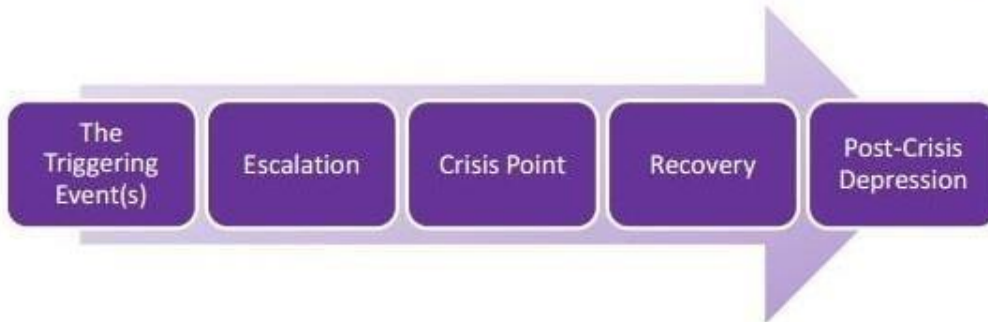 The
Triggering
Event(s)
Escalation
Crisis Point
Recovery
Post-Crisis
Depression